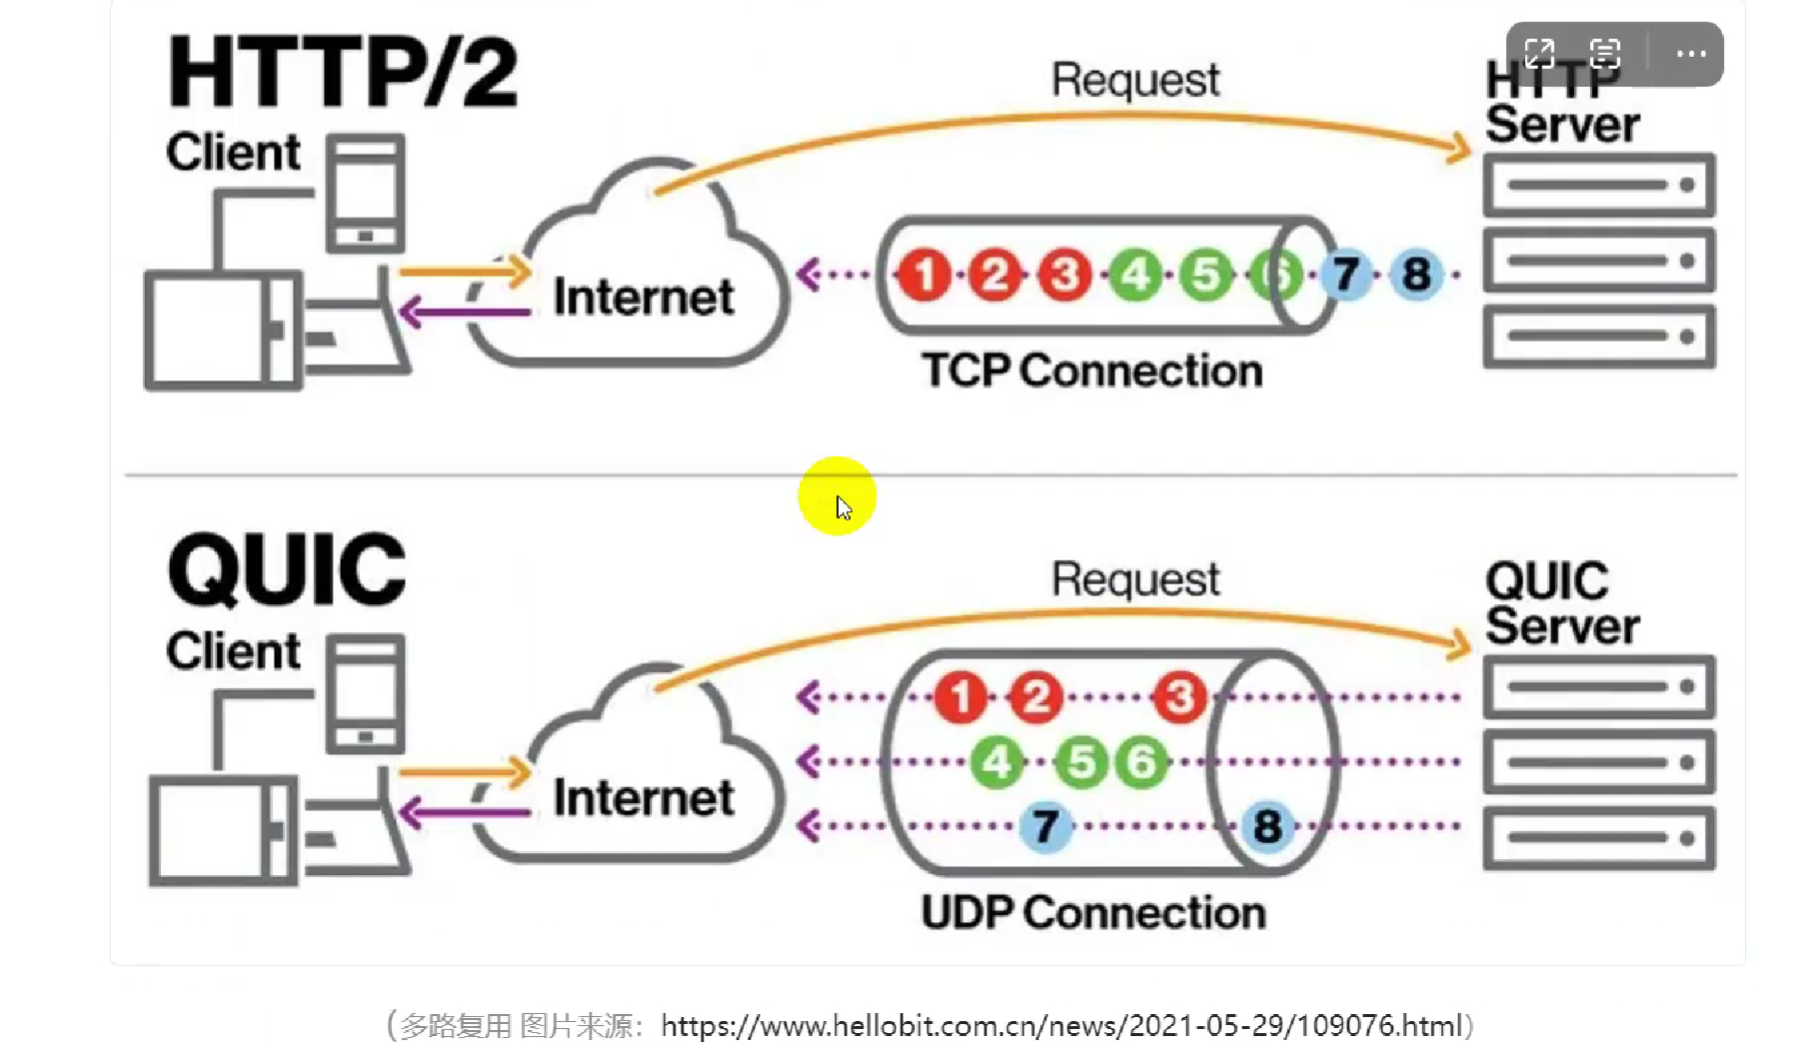 HTTP/2
Client
Request
HTTP
Server
Internet
1 2 3 4 5 6 7 8
TCP Connection
QUIC
Client
Request
QUIC
Server
1 2 3
4 5 6
Internet
7 8
UDP Connection
(多路复用 图片来源：https://www.hellobit.com.cn/news/2021-05-29/109076.html)